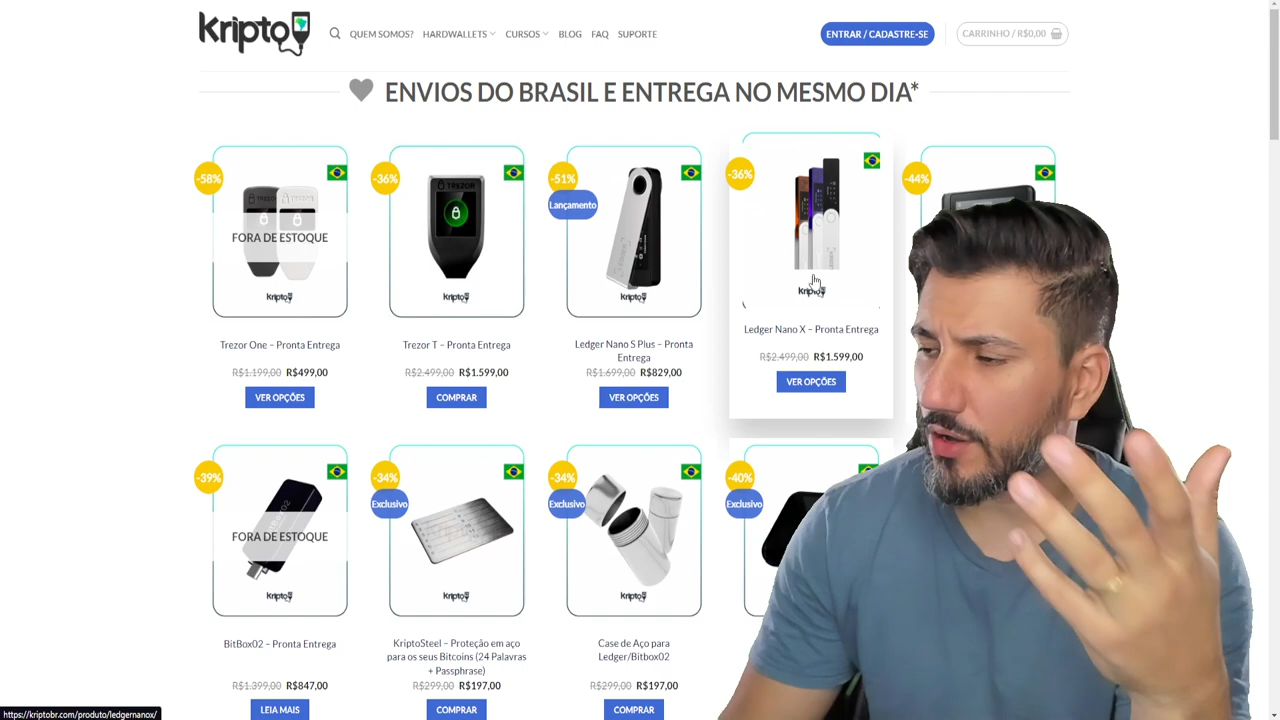 Kripto
QUEM SOMOS?
HARDWALLETS
CURSOS
BLOG
FAQ
SUPORTE
ENTRAR / CADASTRE-SE
CARRINHO / R$0,00
ENVIOS DO BRASIL E ENTREGA NO MESMO DIA*
-58%
TREZOR
TREZOR
FORA DE ESTOQUE
Kripto
Trezor One – Pronta Entrega
R$1.199,00 R$499,00
VER OPÇÕES
-36%
TREZOR
Kripto
Trezor T – Pronta Entrega
R$2.499,00 R$1.599,00
COMPRAR
-51%
Lançamento
Kripto
Ledger Nano S Plus – Pronta
Entrega
R$1.699,00 R$829,00
VER OPÇÕES
-36%
LEDGER
Kripto
Ledger Nano X – Pronta Entrega
R$2.499,00 R$1.599,00
VER OPÇÕES
-44%
-39%
BitBox02
FORA DE ESTOQUE
Kripto
BitBox02 – Pronta Entrega
R$1.399,00 R$847,00
LEIA MAIS
-34%
Exclusivo
Kripto
KriptoSteel – Proteção em aço
para os seus Bitcoins (24 Palavras
+ Passphrase)
R$299,00 R$197,00
COMPRAR
-34%
Exclusivo
Kripto
Case de Aço para
Ledger/Bitbox02
R$299,00 R$197,00
COMPRAR
-40%
Exclusivo
https://kriptobr.com/produto/ledgernanox/